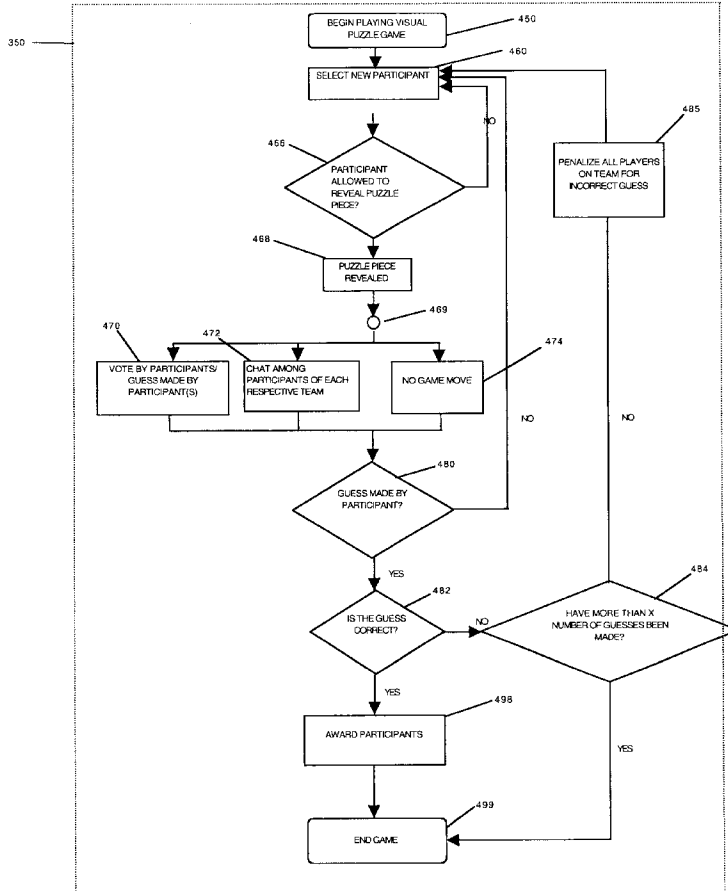 BEGIN PLAYING VISUAL
PUZZLE GAME
450
350
460
SELECT NEW PARTICIPANT
NO
485
466
PARTICIPANT
ALLOWED TO
REVEAL PUZZLE
PIECE?
PENALIZE ALL PLAYERS
ON TEAM FOR
INCORRECT GUESS
468
PUZZLE PIECE
REVEALED
469
470
472
474
VOTE BY PARTICIPANTS/
GUESS MADE BY
PARTICIPANT(S)
CHAT AMONG
PARTICIPANTS OF EACH
RESPECTIVE TEAM
NO GAME MOVE
NO
NO
480
GUESS MADE BY
PARTICIPANT?
YES
482
484
IS THE GUESS
CORRECT?
NO
HAVE MORE THAN X
NUMBER OF GUESSES BEEN
MADE?
YES
498
AWARD PARTICIPANTS
YES
499
END GAME